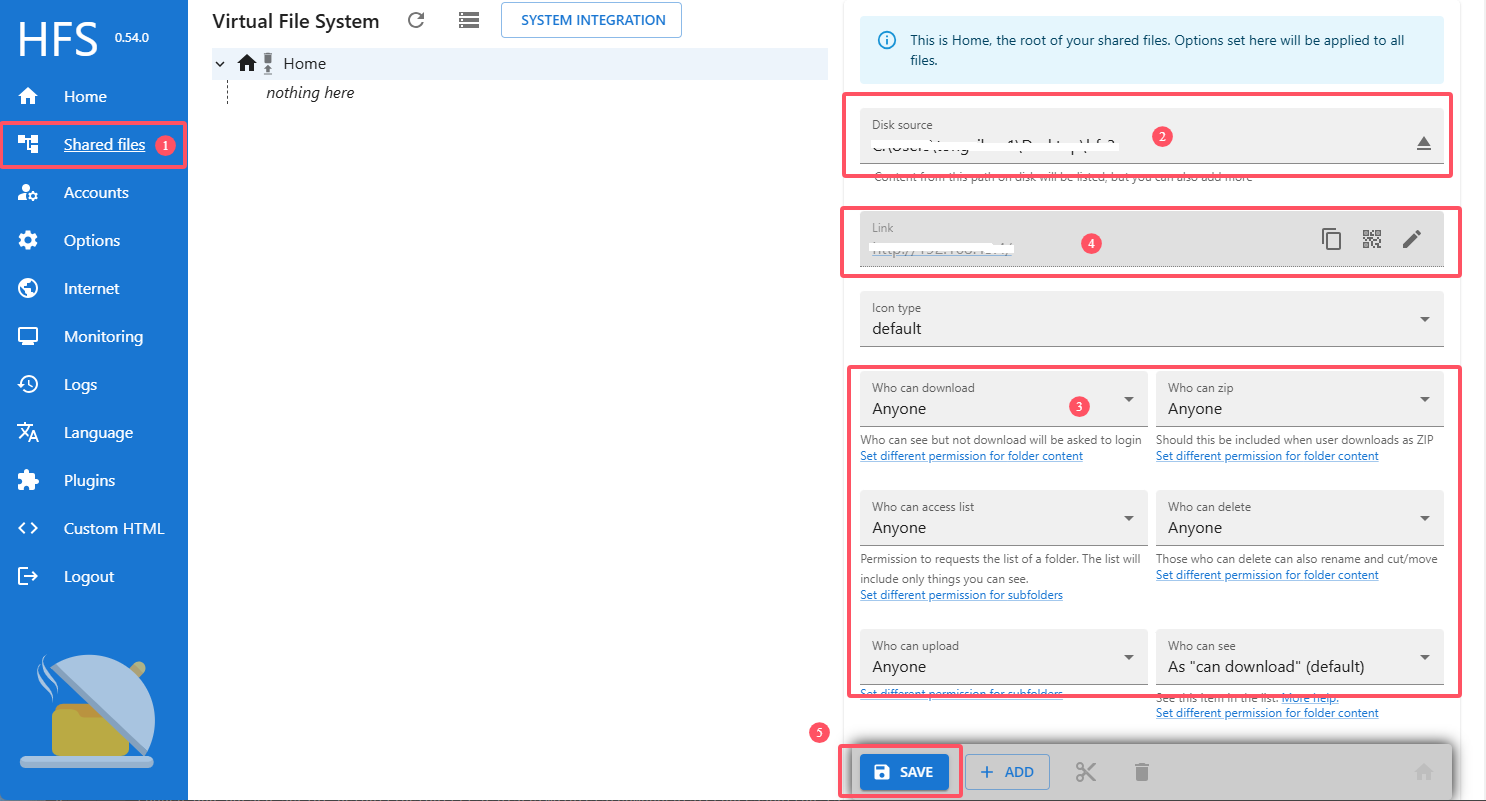 HFS 0.54.0
Home
Shared files 1
Accounts
Options
Internet
Monitoring
Logs
Language
Plugins
Custom HTML
Logout
Virtual File System
SYSTEM INTEGRATION
Home
nothing here
This is Home, the root of your shared files. Options set here will be applied to all
files.
Disk source
2
Content from this path on disk will be listed, but you can also add more
Link
4
Icon type
default
Who can download
Anyone
3
Who can see but not download will be asked to login
Set different permission for folder content
Who can zip
Anyone
Should this be included when user downloads as ZIP
Set different permission for folder content
Who can access list
Anyone
Permission to requests the list of a folder. The list will
include only things you can see.
Set different permission for subfolders
Who can delete
Anyone
Those who can delete can also rename and cut/move
Set different permission for folder content
Who can upload
Anyone
Set different permission for subfolders
Who can see
As "can download" (default)
See this item in the list. More help.
Set different permission for folder content
5
SAVE
+ ADD